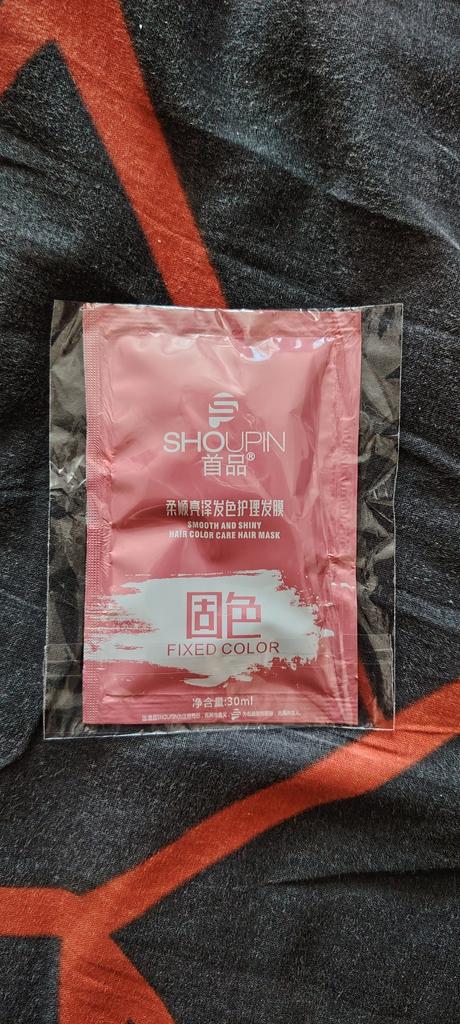 SHOUPIN
首品®
柔顺亮泽发色护理发膜
SMOOTH AND SHINY
HAIR COLOR CARE HAIR MASK
固色
FIXED COLOR
净含量:30ml